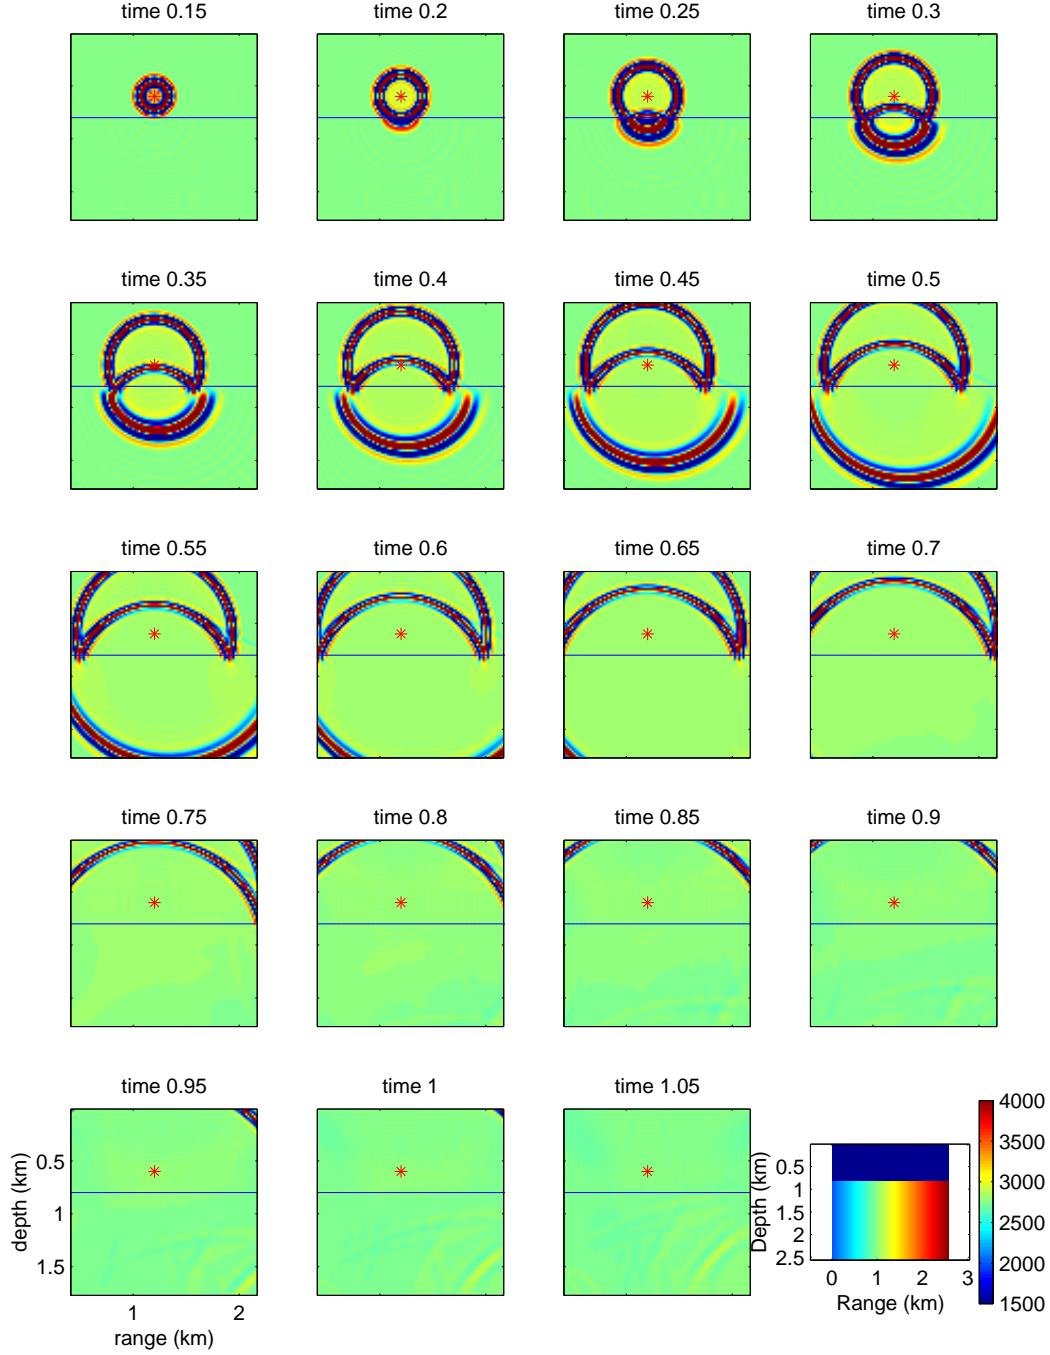 time 0.15 time 0.2 time 0.25 time 0.3
time 0.35 time 0.4 time 0.45 time 0.5
time 0.55 time 0.6 time 0.65 time 0.7
time 0.75 time 0.8 time 0.85 time 0.9
time 0.95 time 1 time 1.05
depth (km)
0.5
1
1.5
1 2
range (km)
Depth (km)
0.5
1
1.5
2
2.5
0 1 2 3
Range (km)
4000
3500
3000
2500
2000
1500